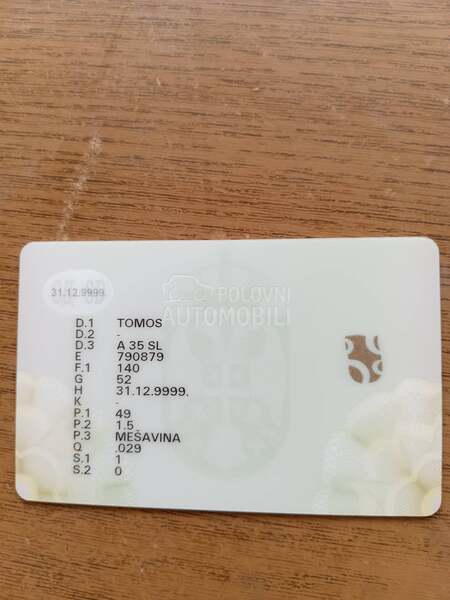 31.12.9999.
POLOVNI
AUTOMOBILI
D.1 TOMOS
D.2 -
D.3 A 35 SL
E 790879
F.1 140
G 52
H 31.12.9999.
K -
P.1 49
P.2 1.5
P.3 MEŠAVINA
Q .029
S.1 1
S.2 0